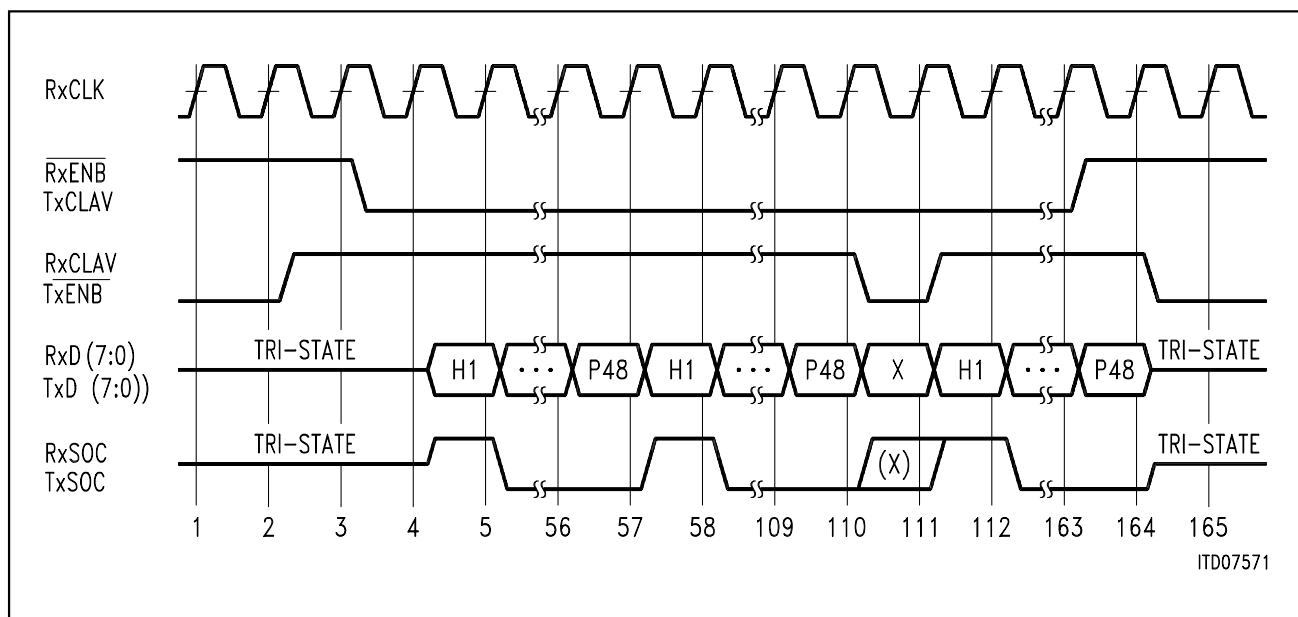 RxCLK
RxENB
TxCLAV
RxCLAV
TxENB
RxD (7:0) TRI-STATE H1 ··· P48 H1 ··· P48 X H1 ··· P48 TRI-STATE
TxD (7:0))
RxSOC TRI-STATE (X) TRI-STATE
TxSOC
1 2 3 4 5 56 57 58 109 110 111 112 163 164 165
ITD07571